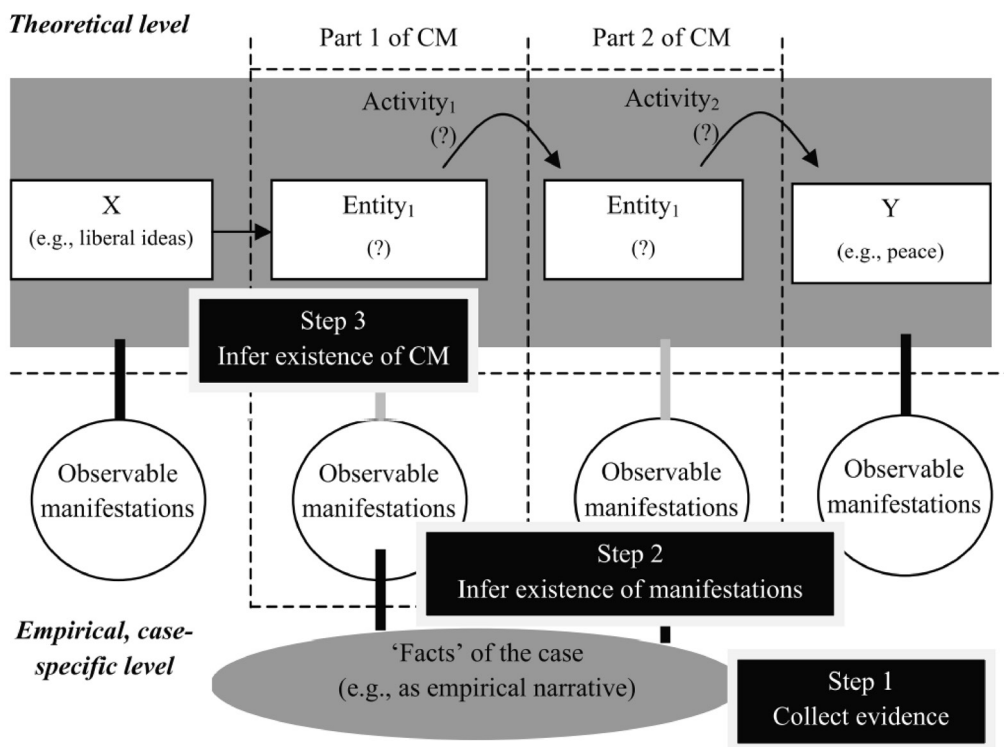 Theoretical level
Part 1 of CM
Part 2 of CM
Activity₁
(?)
Activity₂
(?)
X
(e.g., liberal ideas)
Entity₁
(?)
Entity₁
(?)
Y
(e.g., peace)
Step 3
Infer existence of CM
Observable
manifestations
Observable
manifestations
Observable
manifestations
Observable
manifestations
Step 2
Infer existence of manifestations
Empirical, case-
specific level
‘Facts’ of the case
(e.g., as empirical narrative)
Step 1
Collect evidence